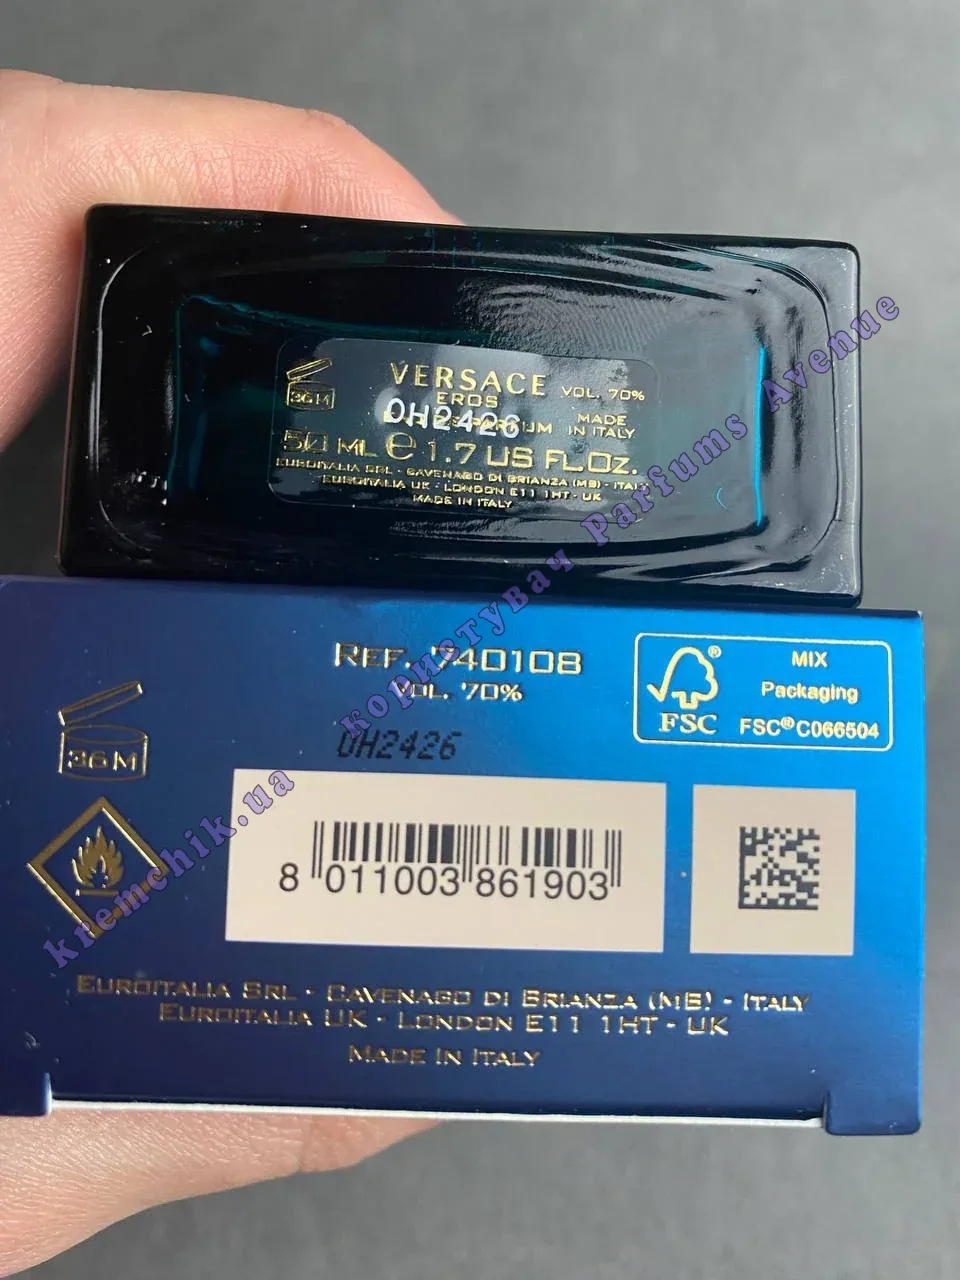 36M
VERSACE
EROS
VOL. 70%
0H2426
MADE
IN ITALY
50 ML e 1.7 US FL.OZ.
EUROITALIA SRL - CAVENAGO DI BRIANZA (MB) - ITALY
EUROITALIA UK - LONDON E11 1HT - UK
MADE IN ITALY
REF. 740108
VOL. 70%
0H2426
36M
FSC®
MIX
Packaging
FSC® C066504
8 011003 861903
EUROITALIA SRL - CAVENAGO DI BRIANZA (MB) - ITALY
EUROITALIA UK - LONDON E11 1HT - UK
MADE IN ITALY
kremchik.ua користувач Parfums Avenue